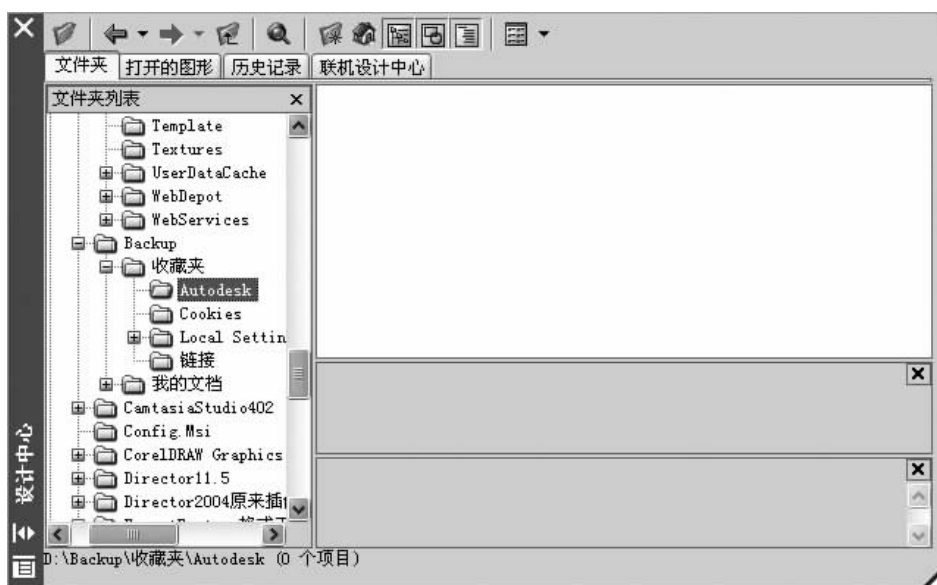 文件夹 打开的图形 历史记录 联机设计中心
文件夹列表
Template
Textures
UserDataCache
WebDepot
WebServices
Backup
收藏夹
Autodesk
Cookies
Local Settin
链接
我的文档
CamtasiaStudio402
Config.Msi
CorelDRAW Graphics
Director11.5
Director2004原来插
D:\Backup\收藏夹\Autodesk (0 个项目)
设计中心